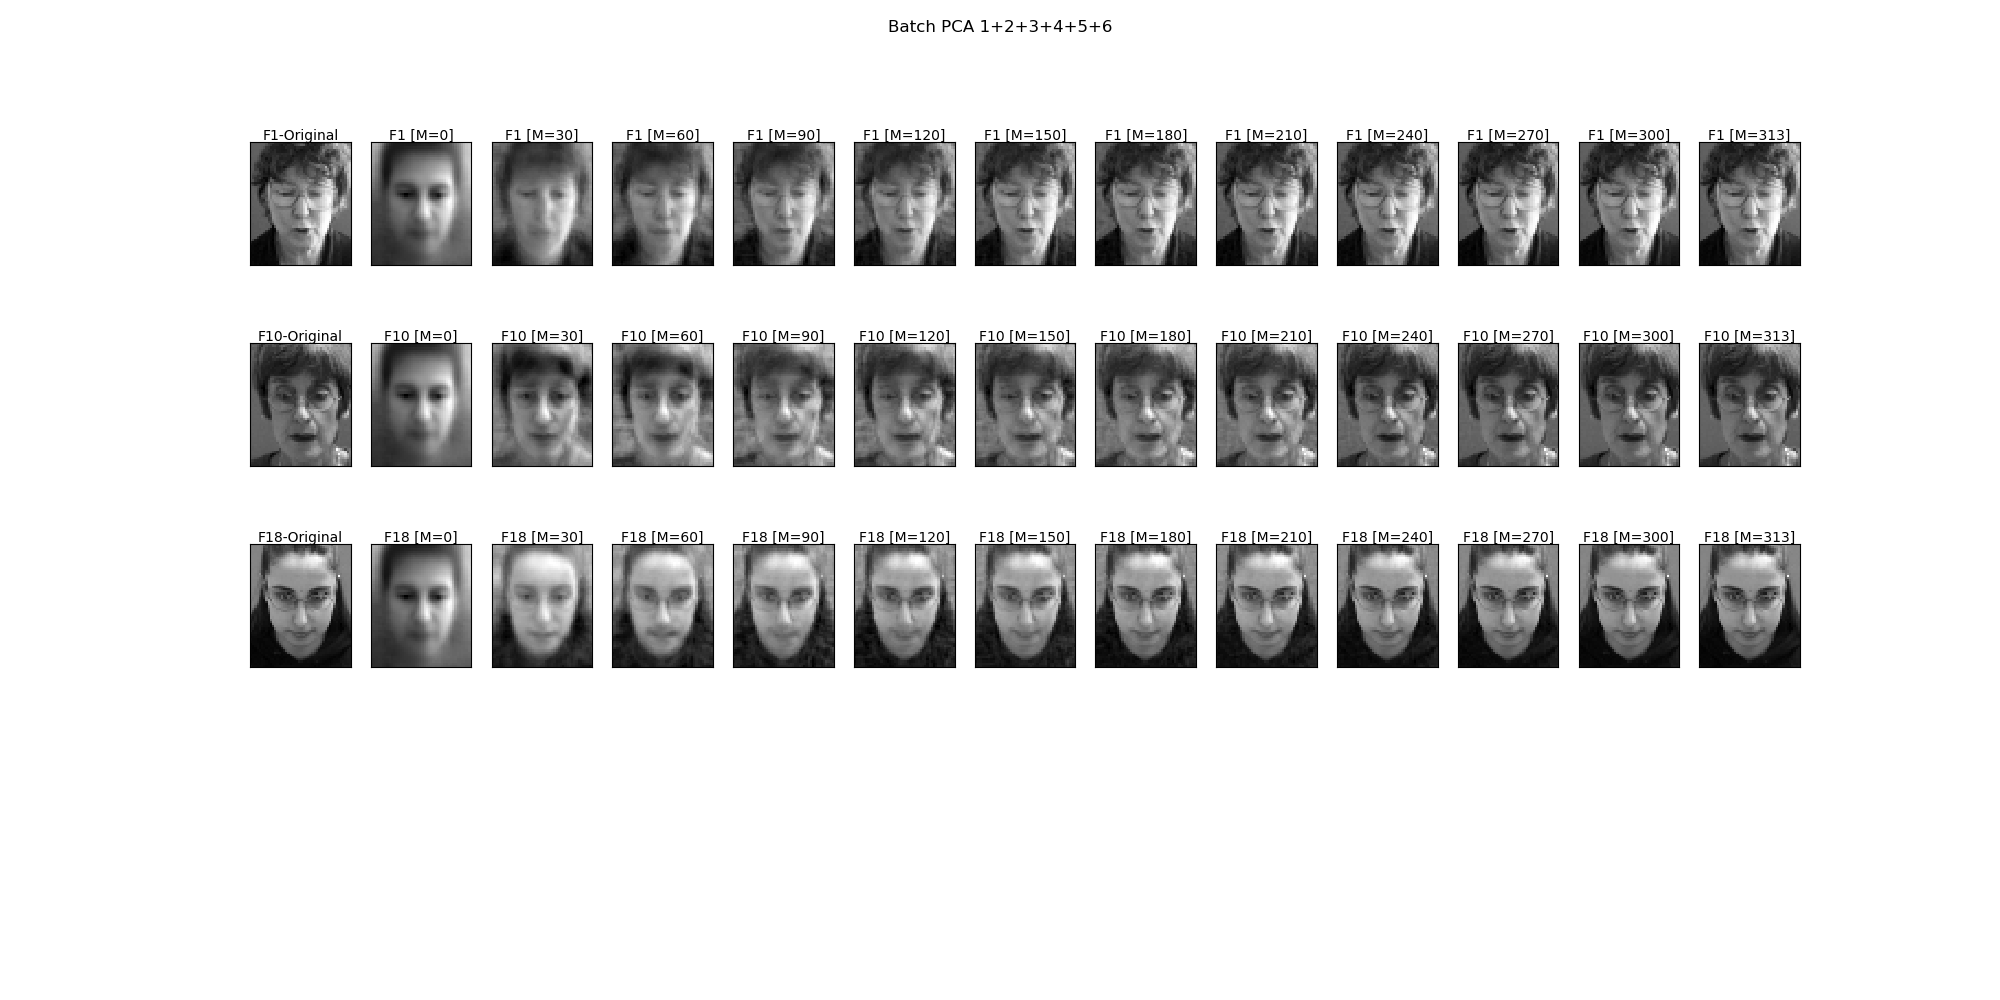 Batch PCA 1+2+3+4+5+6
F1-Original F1 [M=0] F1 [M=30] F1 [M=60] F1 [M=90] F1 [M=120] F1 [M=150] F1 [M=180] F1 [M=210] F1 [M=240] F1 [M=270] F1 [M=300] F1 [M=313]
F10-Original F10 [M=0] F10 [M=30] F10 [M=60] F10 [M=90] F10 [M=120] F10 [M=150] F10 [M=180] F10 [M=210] F10 [M=240] F10 [M=270] F10 [M=300] F10 [M=313]
F18-Original F18 [M=0] F18 [M=30] F18 [M=60] F18 [M=90] F18 [M=120] F18 [M=150] F18 [M=180] F18 [M=210] F18 [M=240] F18 [M=270] F18 [M=300] F18 [M=313]